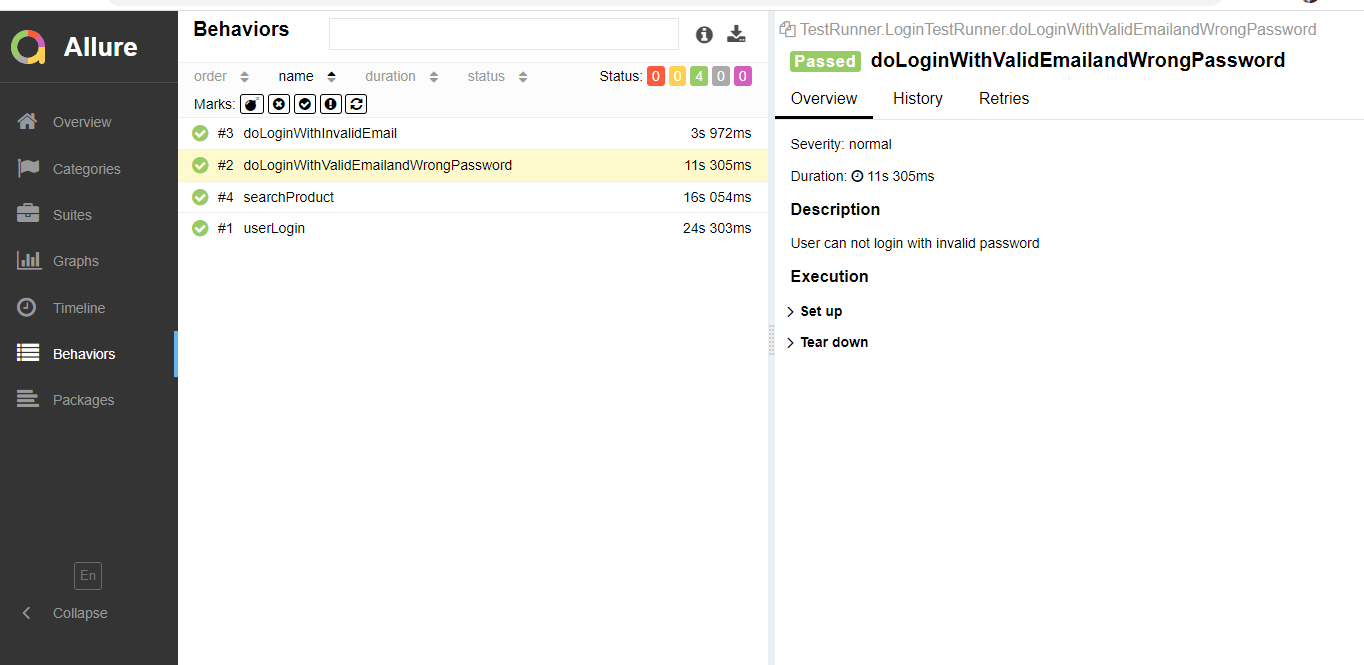 Allure
Overview
Categories
Suites
Graphs
Timeline
Behaviors
Packages
En
Collapse
Behaviors
order name duration status Status: 0 0 4 0 0
Marks:
#3 doLoginWithInvalidEmail 3s 972ms
#2 doLoginWithValidEmailandWrongPassword 11s 305ms
#4 searchProduct 16s 054ms
#1 userLogin 24s 303ms
TestRunner.LoginTestRunner.doLoginWithValidEmailandWrongPassword
Passed doLoginWithValidEmailandWrongPassword
Overview History Retries
Severity: normal
Duration: 11s 305ms
Description
User can not login with invalid password
Execution
Set up
Tear down